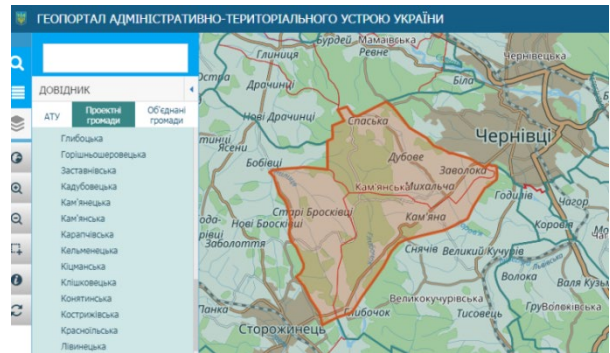 ГЕОПОРТАЛ АДМІНІСТРАТИВНО-ТЕРИТОРІАЛЬНОГО УСТРОЮ УКРАЇНИ
ДОВІДНИК
АТУ
Проектні громади
Об'єднані громади
Глибоцька
Горішньошеровецька
Заставнівська
Кадубовецька
Кам'янецька
Кам'янська
Карапчівська
Кельменецька
Кіцманська
Клішковецька
Конятинська
Кострижівська
Красноїльська
Лівинецька
Бурдей
Мамаївська
Глиниця
Ревне
Чернівецька
Драчинці
Біла
Нові Драчинці
Спаська
Чернівці
Ясени
Дубове
Бобівці
Заволока
Кам'янська
Михальча
Годилів
Чагор
Старі Бросківці
Кам'яна
Нові Бросківці
Коровія
Заболоття
Снячів
Великий Кучурів
Волока
Валя Кузь
Великокучурівська
Глибочок
Тисовець
Панка
Сторожинець